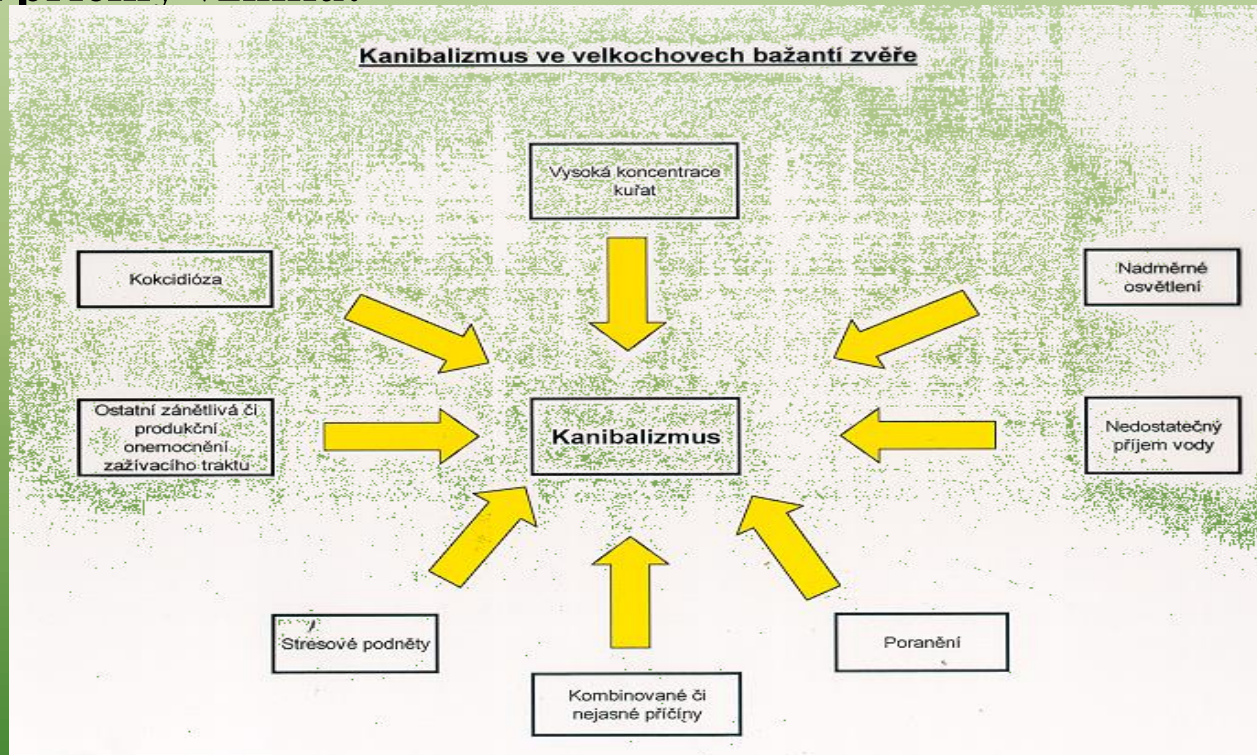 Kanibalizmus ve velkochovech bažantí zvěře
Vysoká koncentrace
kuřat
Kokcidióza
Nadměrné
osvětlení
Ostatní zánětlivá či
produkční
onemocnění
zažívacího traktu
Kanibalizmus
Nedostatečný
příjem vody
Stresové podněty
Poranění
Kombinované či
nejasné příčíny